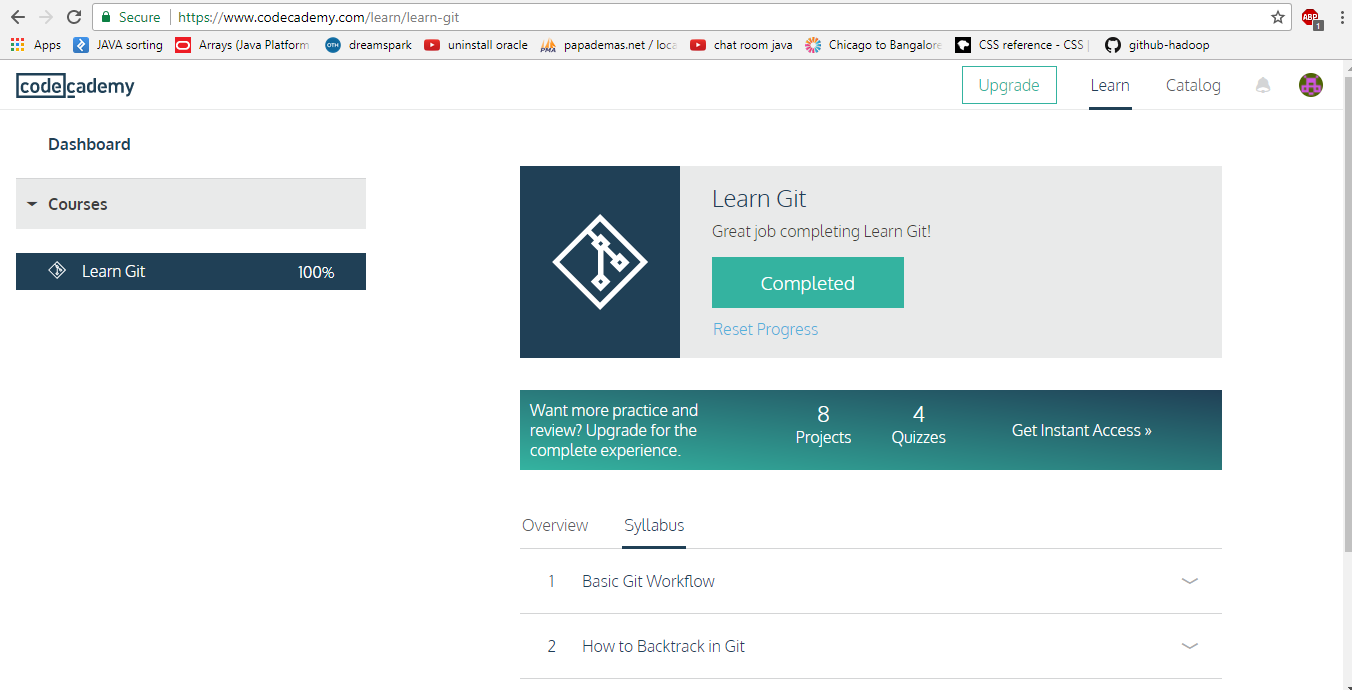 Secure https://www.codecademy.com/learn/learn-git
ABP
1
Apps JAVA sorting Arrays (Java Platform OTN dreamspark uninstall oracle PMA papademas.net / loca chat room java Chicago to Bangalore CSS reference - CSS github-hadoop
codecademy Upgrade Learn Catalog
Dashboard
Courses
Learn Git 100%
Learn Git
Great job completing Learn Git!
Completed
Reset Progress
Want more practice and
review? Upgrade for the
complete experience.
8
Projects
4
Quizzes
Get Instant Access »
Overview Syllabus
1 Basic Git Workflow
2 How to Backtrack in Git